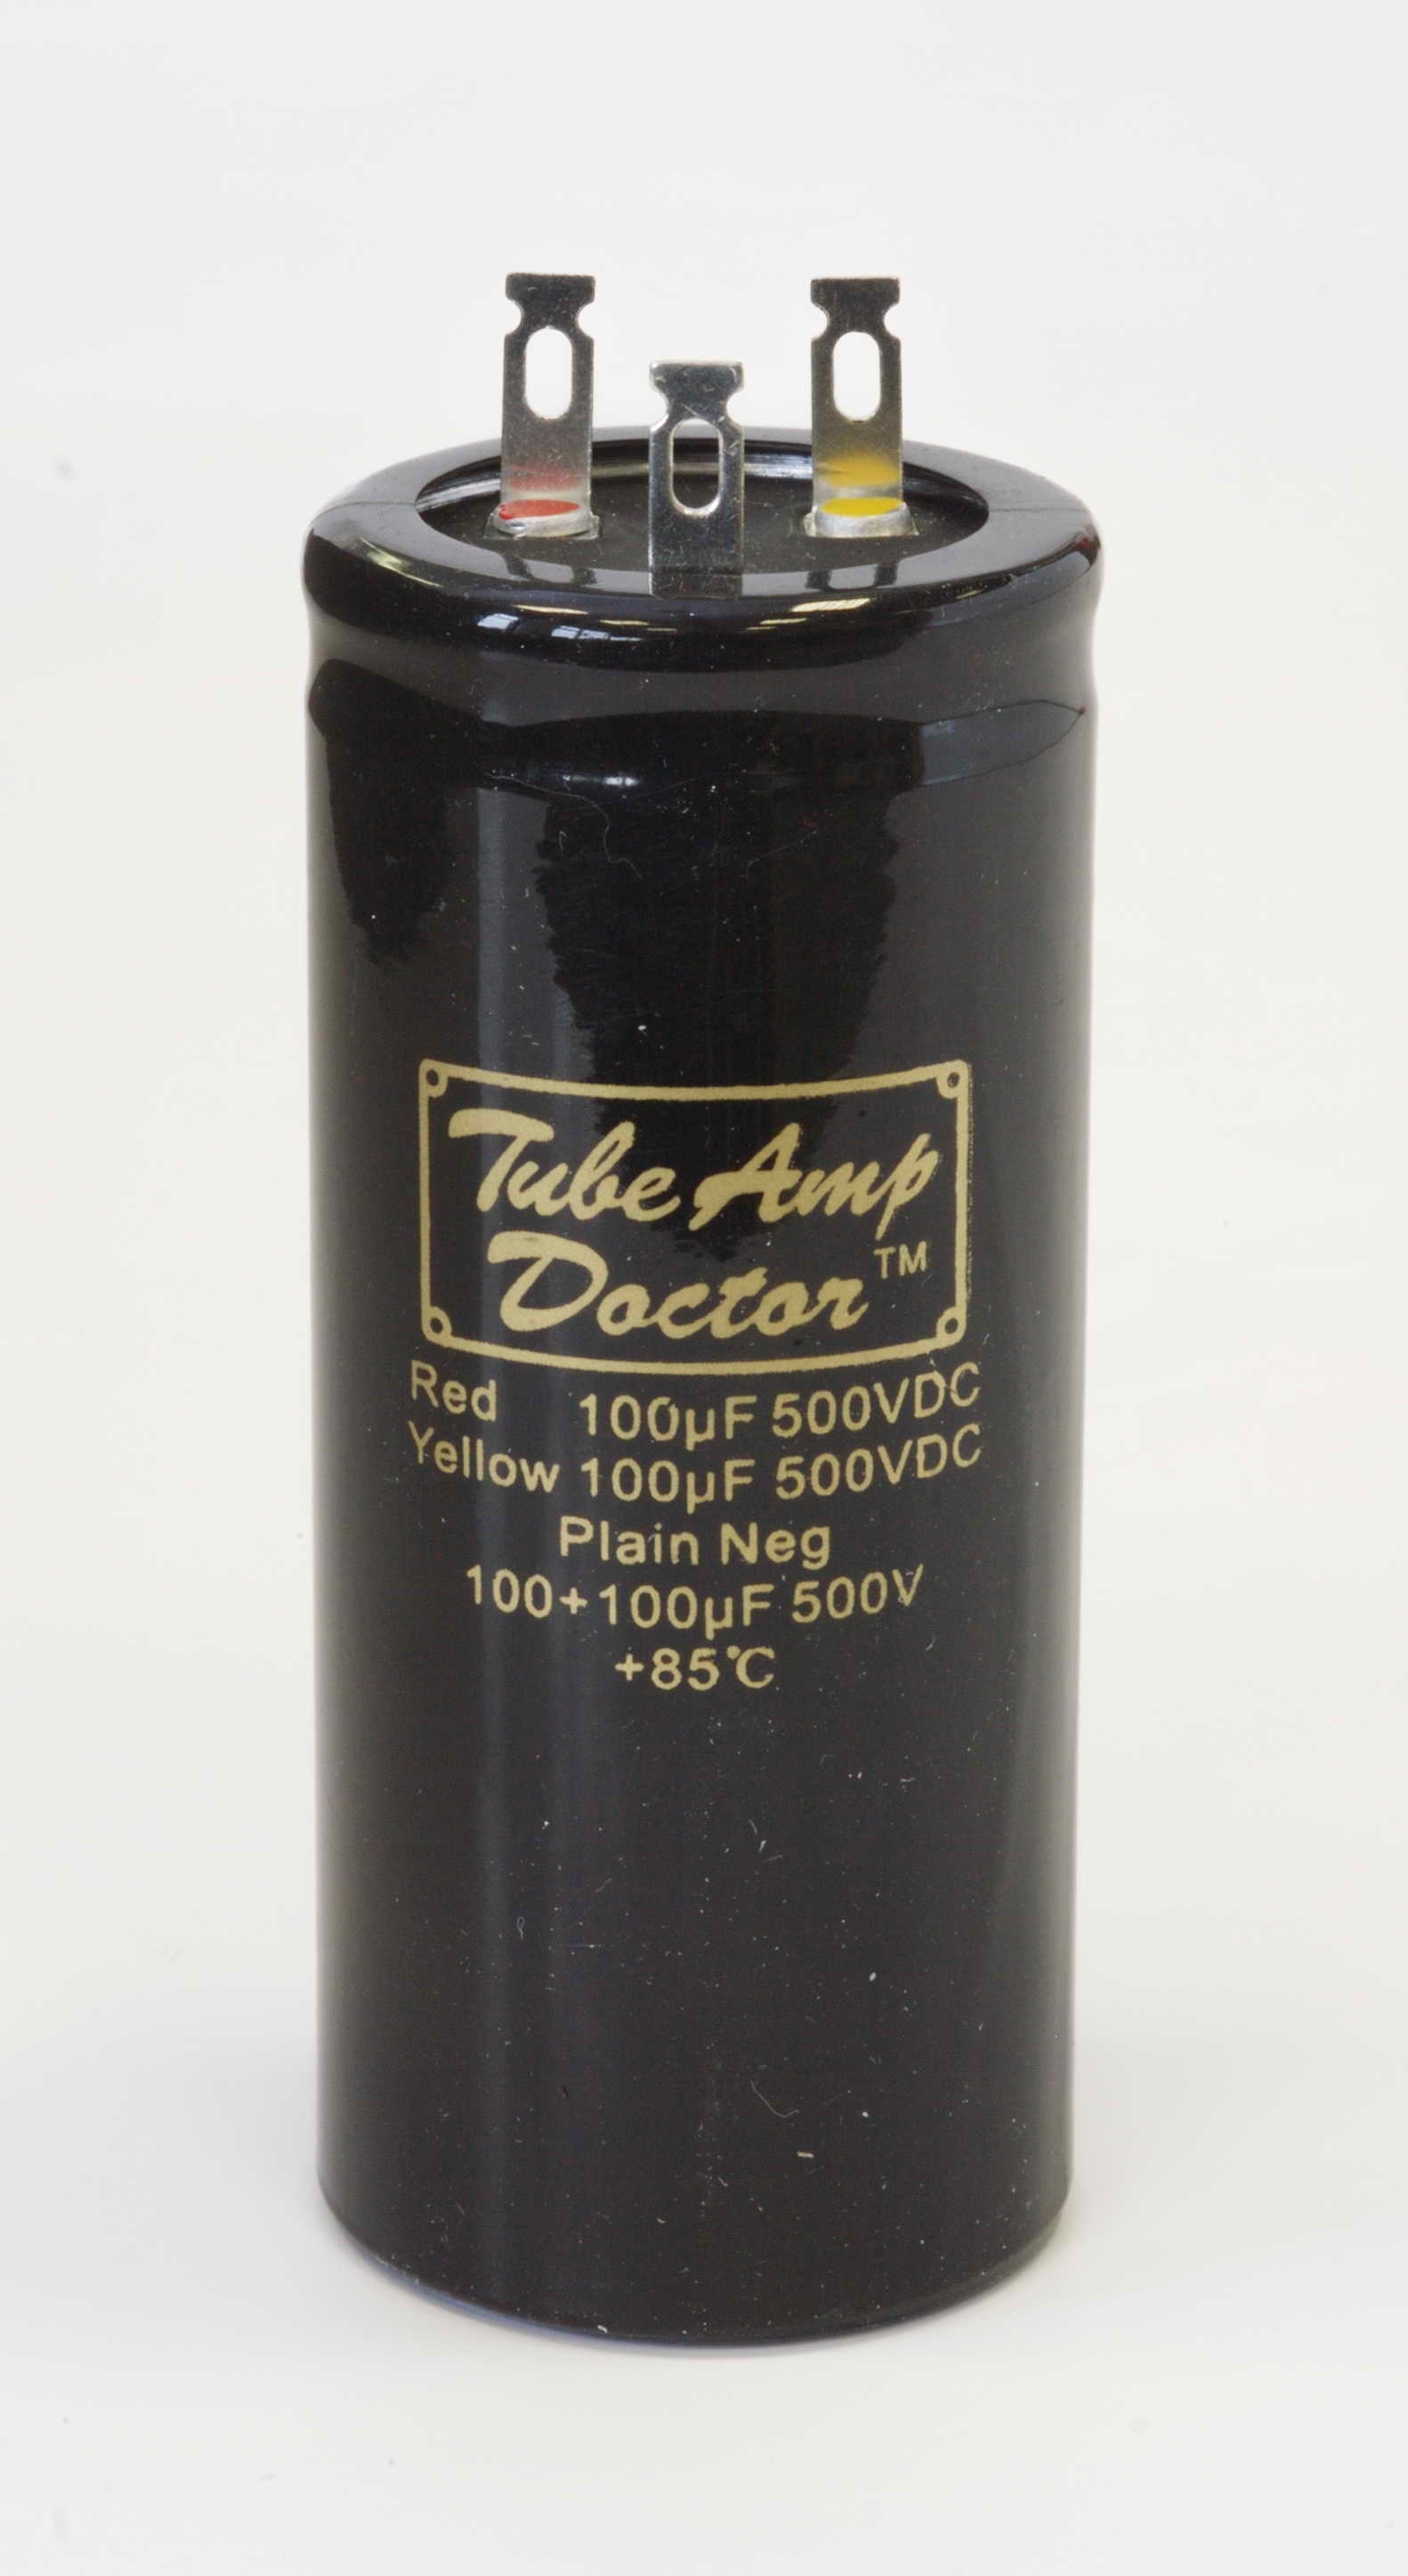 Tube Amp
Doctor™
Red 100µF 500VDC
Yellow 100µF 500VDC
Plain Neg
100+100µF 500V
+85℃